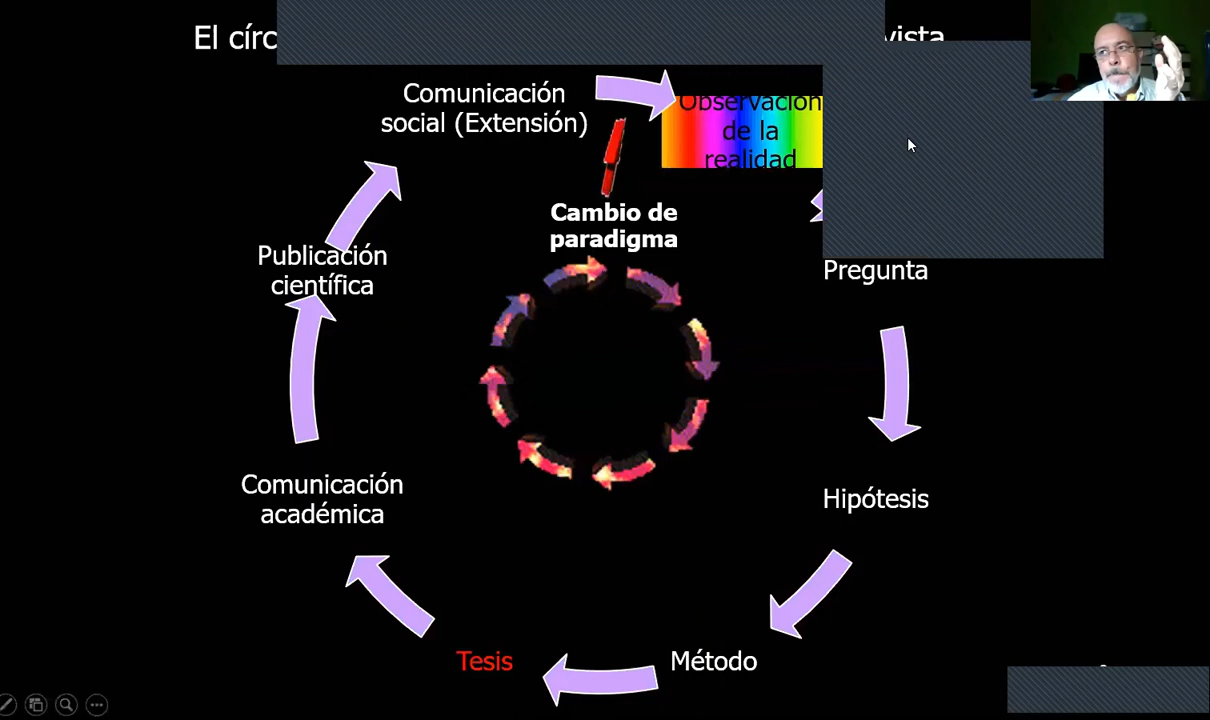 El círc
vista
Comunicación
social (Extensión)
Observación
de la
realidad
Cambio de
paradigma
Publicación
científica
Pregunta
Comunicación
académica
Hipótesis
Tesis
Método